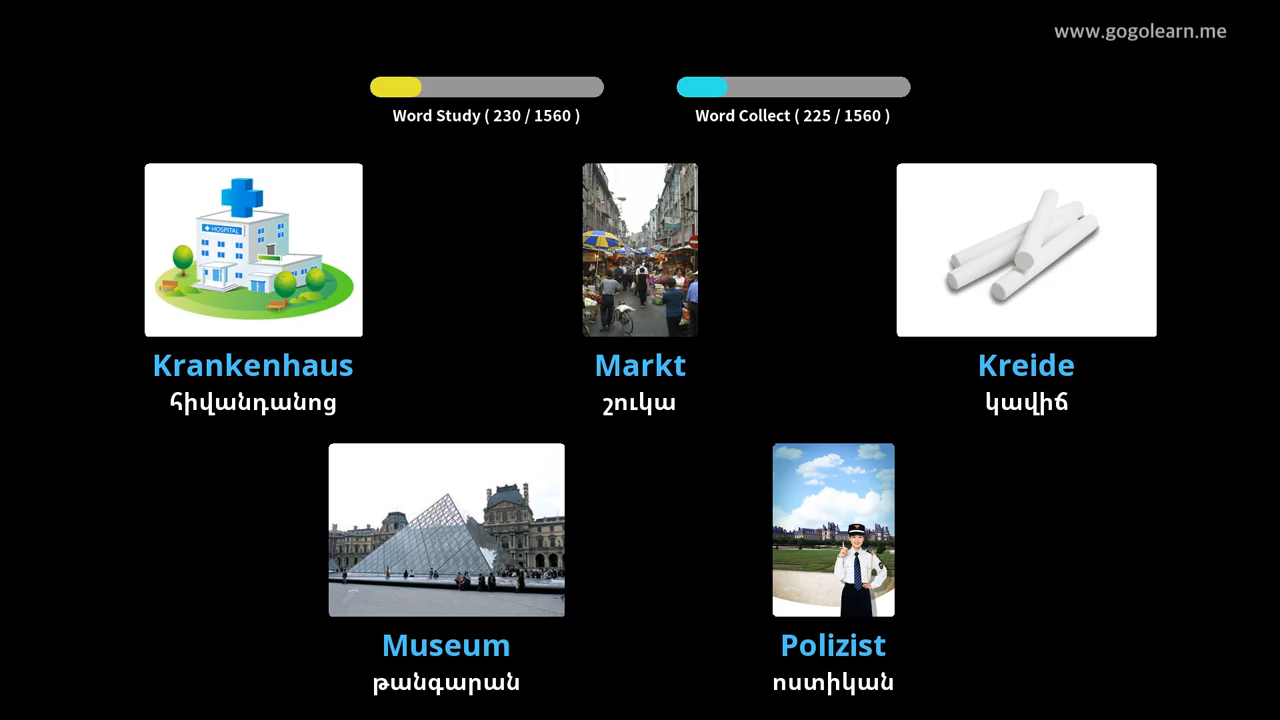 www.gogolearn.me
Word Study ( 230 / 1560 )
Word Collect ( 225 / 1560 )
HOSPITAL
Krankenhaus
հիվանդանոց
Markt
շուկա
Kreide
կավիճ
Museum
թանգարան
Polizist
ոստիկան